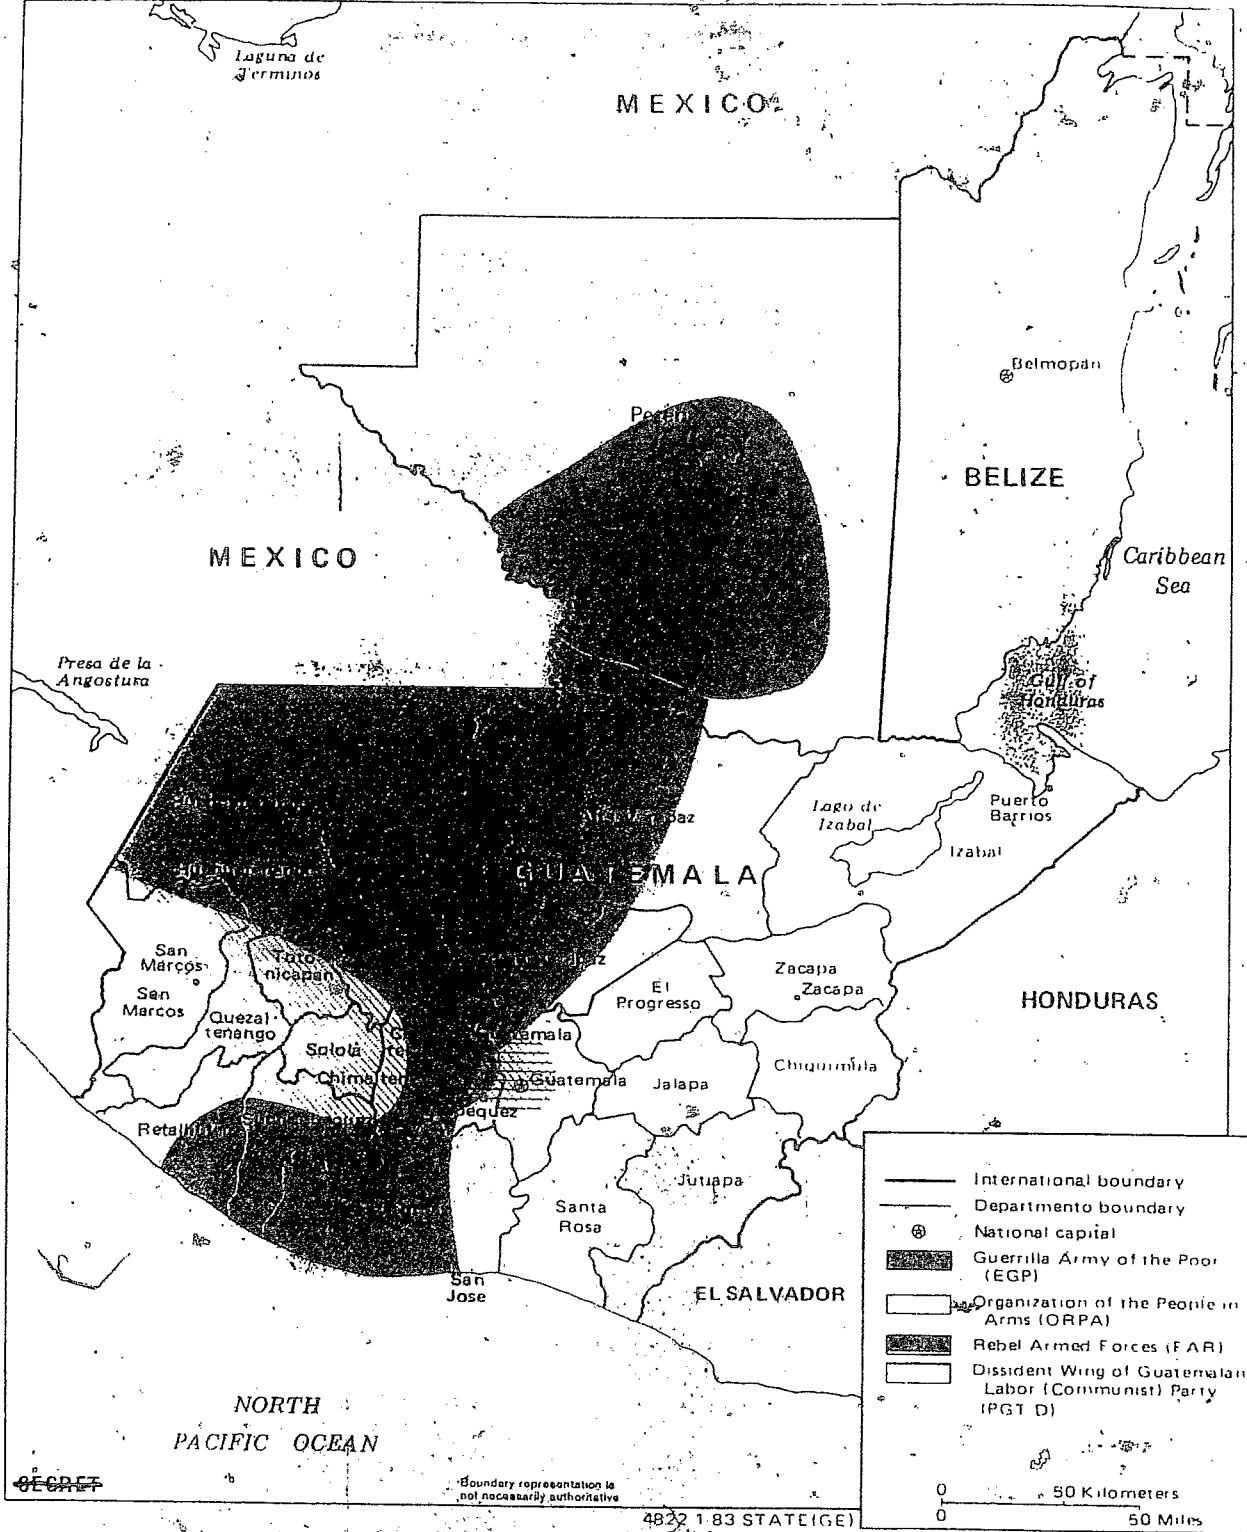 Laguna de
Terminos
MEXICO
Belmopan
Petén
BELIZE
MEXICO
Caribbean
Sea
Presa de la
Angostura
Gulf of
Honduras
Lago de
Izabal
Puerto
Barrios
Izabal
GUATEMALA
San
Marcos
San
Marcos
Toto
nicapan
Quezal
tenango
El
Progresso
Zacapa
Zacapa
HONDURAS
Solola
Guatemala
Jalapa
Chiquimula
Jutiapa
Santa
Rosa
San
Jose
EL SALVADOR
International boundary
Departmento boundary
National capital
Guerrilla Army of the Poor
(EGP)
Organization of the People in
Arms (ORPA)
Rebel Armed Forces (FAR)
Dissident Wing of Guatemalan
Labor (Communist) Party
(PGT D)
NORTH
PACIFIC OCEAN
SECRET
Boundary representation is
not necessarily authoritative
4822 1-83 STATE(GE)
0 50 Kilometers
0 50 Miles